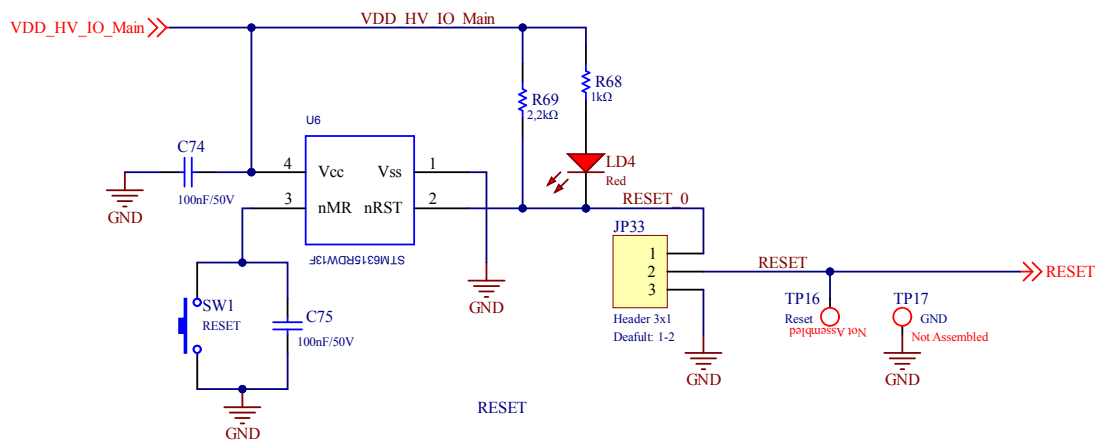 VDD_HV_IO_Main
VDD_HV_IO_Main
R68
1kΩ
R69
2,2kΩ
U6
C74
100nF/50V
GND
4
Vcc
Vss
1
3
nMR
nRST
2
STM6315RDW13F
LD4
Red
RESET_0
JP33
1
2
3
Header 3x1
Deafult: 1-2
GND
RESET
RESET
TP16
Reset
Not Assembled
TP17
GND
Not Assembled
GND
GND
SW1
RESET
C75
100nF/50V
GND
RESET